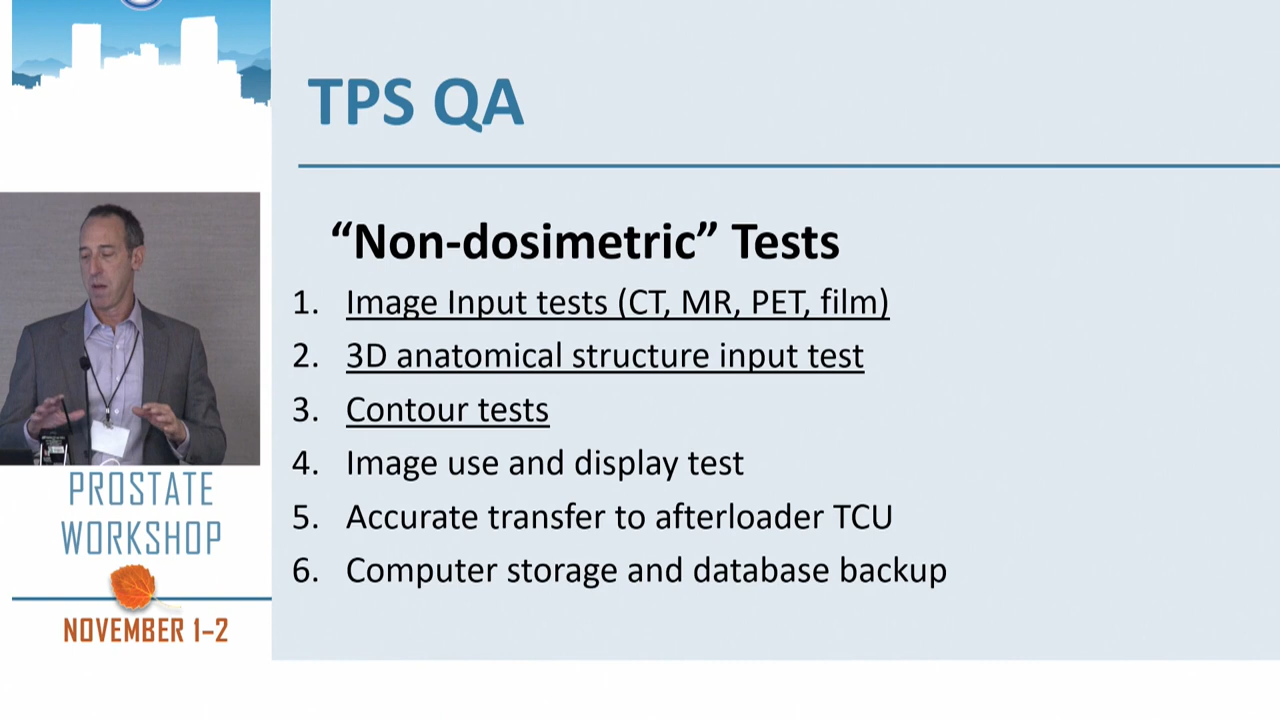 TPS QA
“Non-dosimetric” Tests
1. Image Input tests (CT, MR, PET, film)
2. 3D anatomical structure input test
3. Contour tests
4. Image use and display test
5. Accurate transfer to afterloader TCU
6. Computer storage and database backup
PROSTATE
WORKSHOP
NOVEMBER 1–2